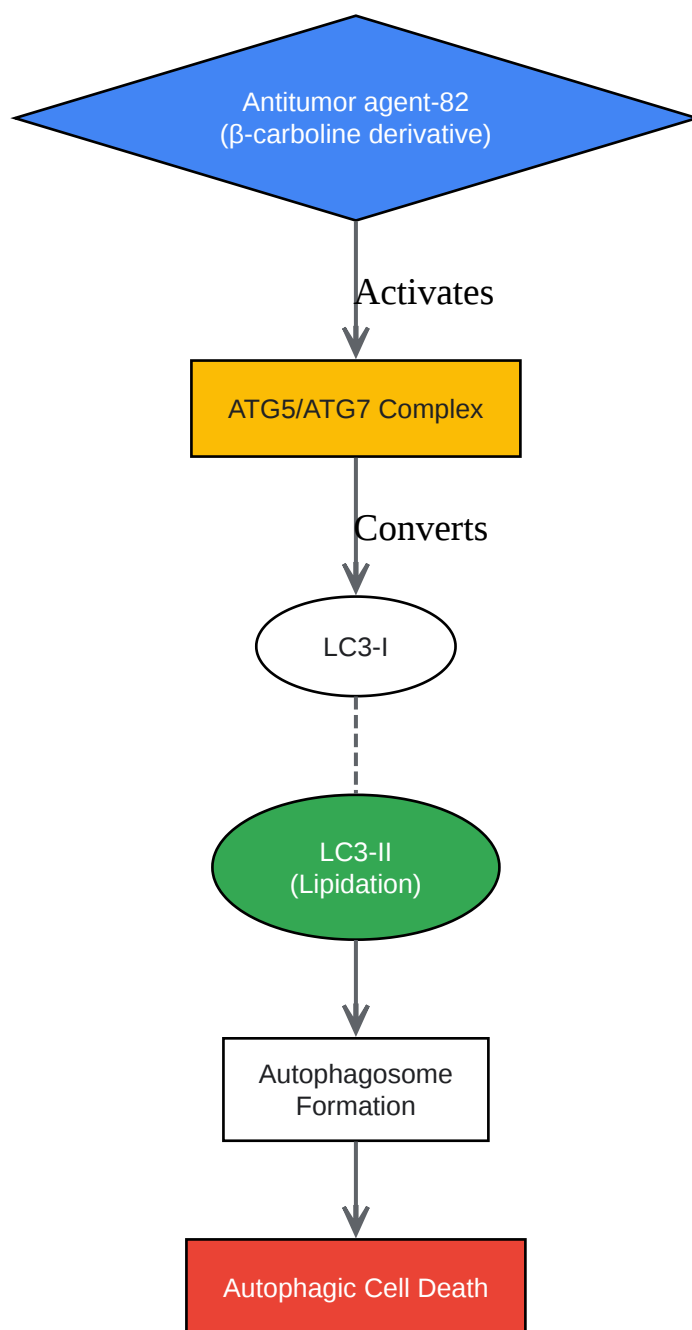 Antitumor agent-82
(β-carboline derivative)
Activates
ATG5/ATG7 Complex
Converts
LC3-I
LC3-II
(Lipidation)
Autophagosome
Formation
Autophagic Cell Death